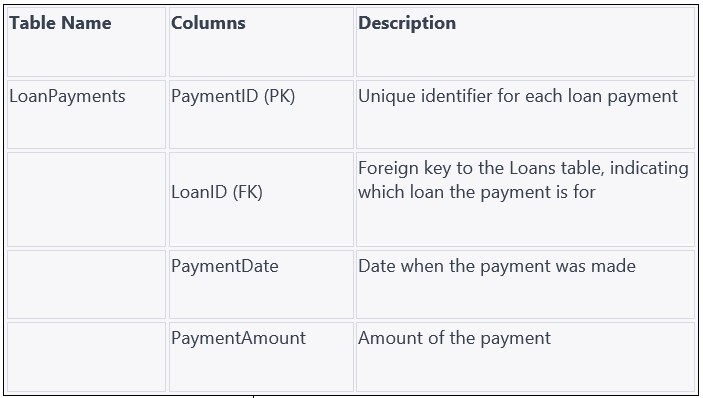 Table Name Columns Description
LoanPayments PaymentID (PK) Unique identifier for each loan payment
LoanID (FK) Foreign key to the Loans table, indicating
which loan the payment is for
PaymentDate Date when the payment was made
PaymentAmount Amount of the payment